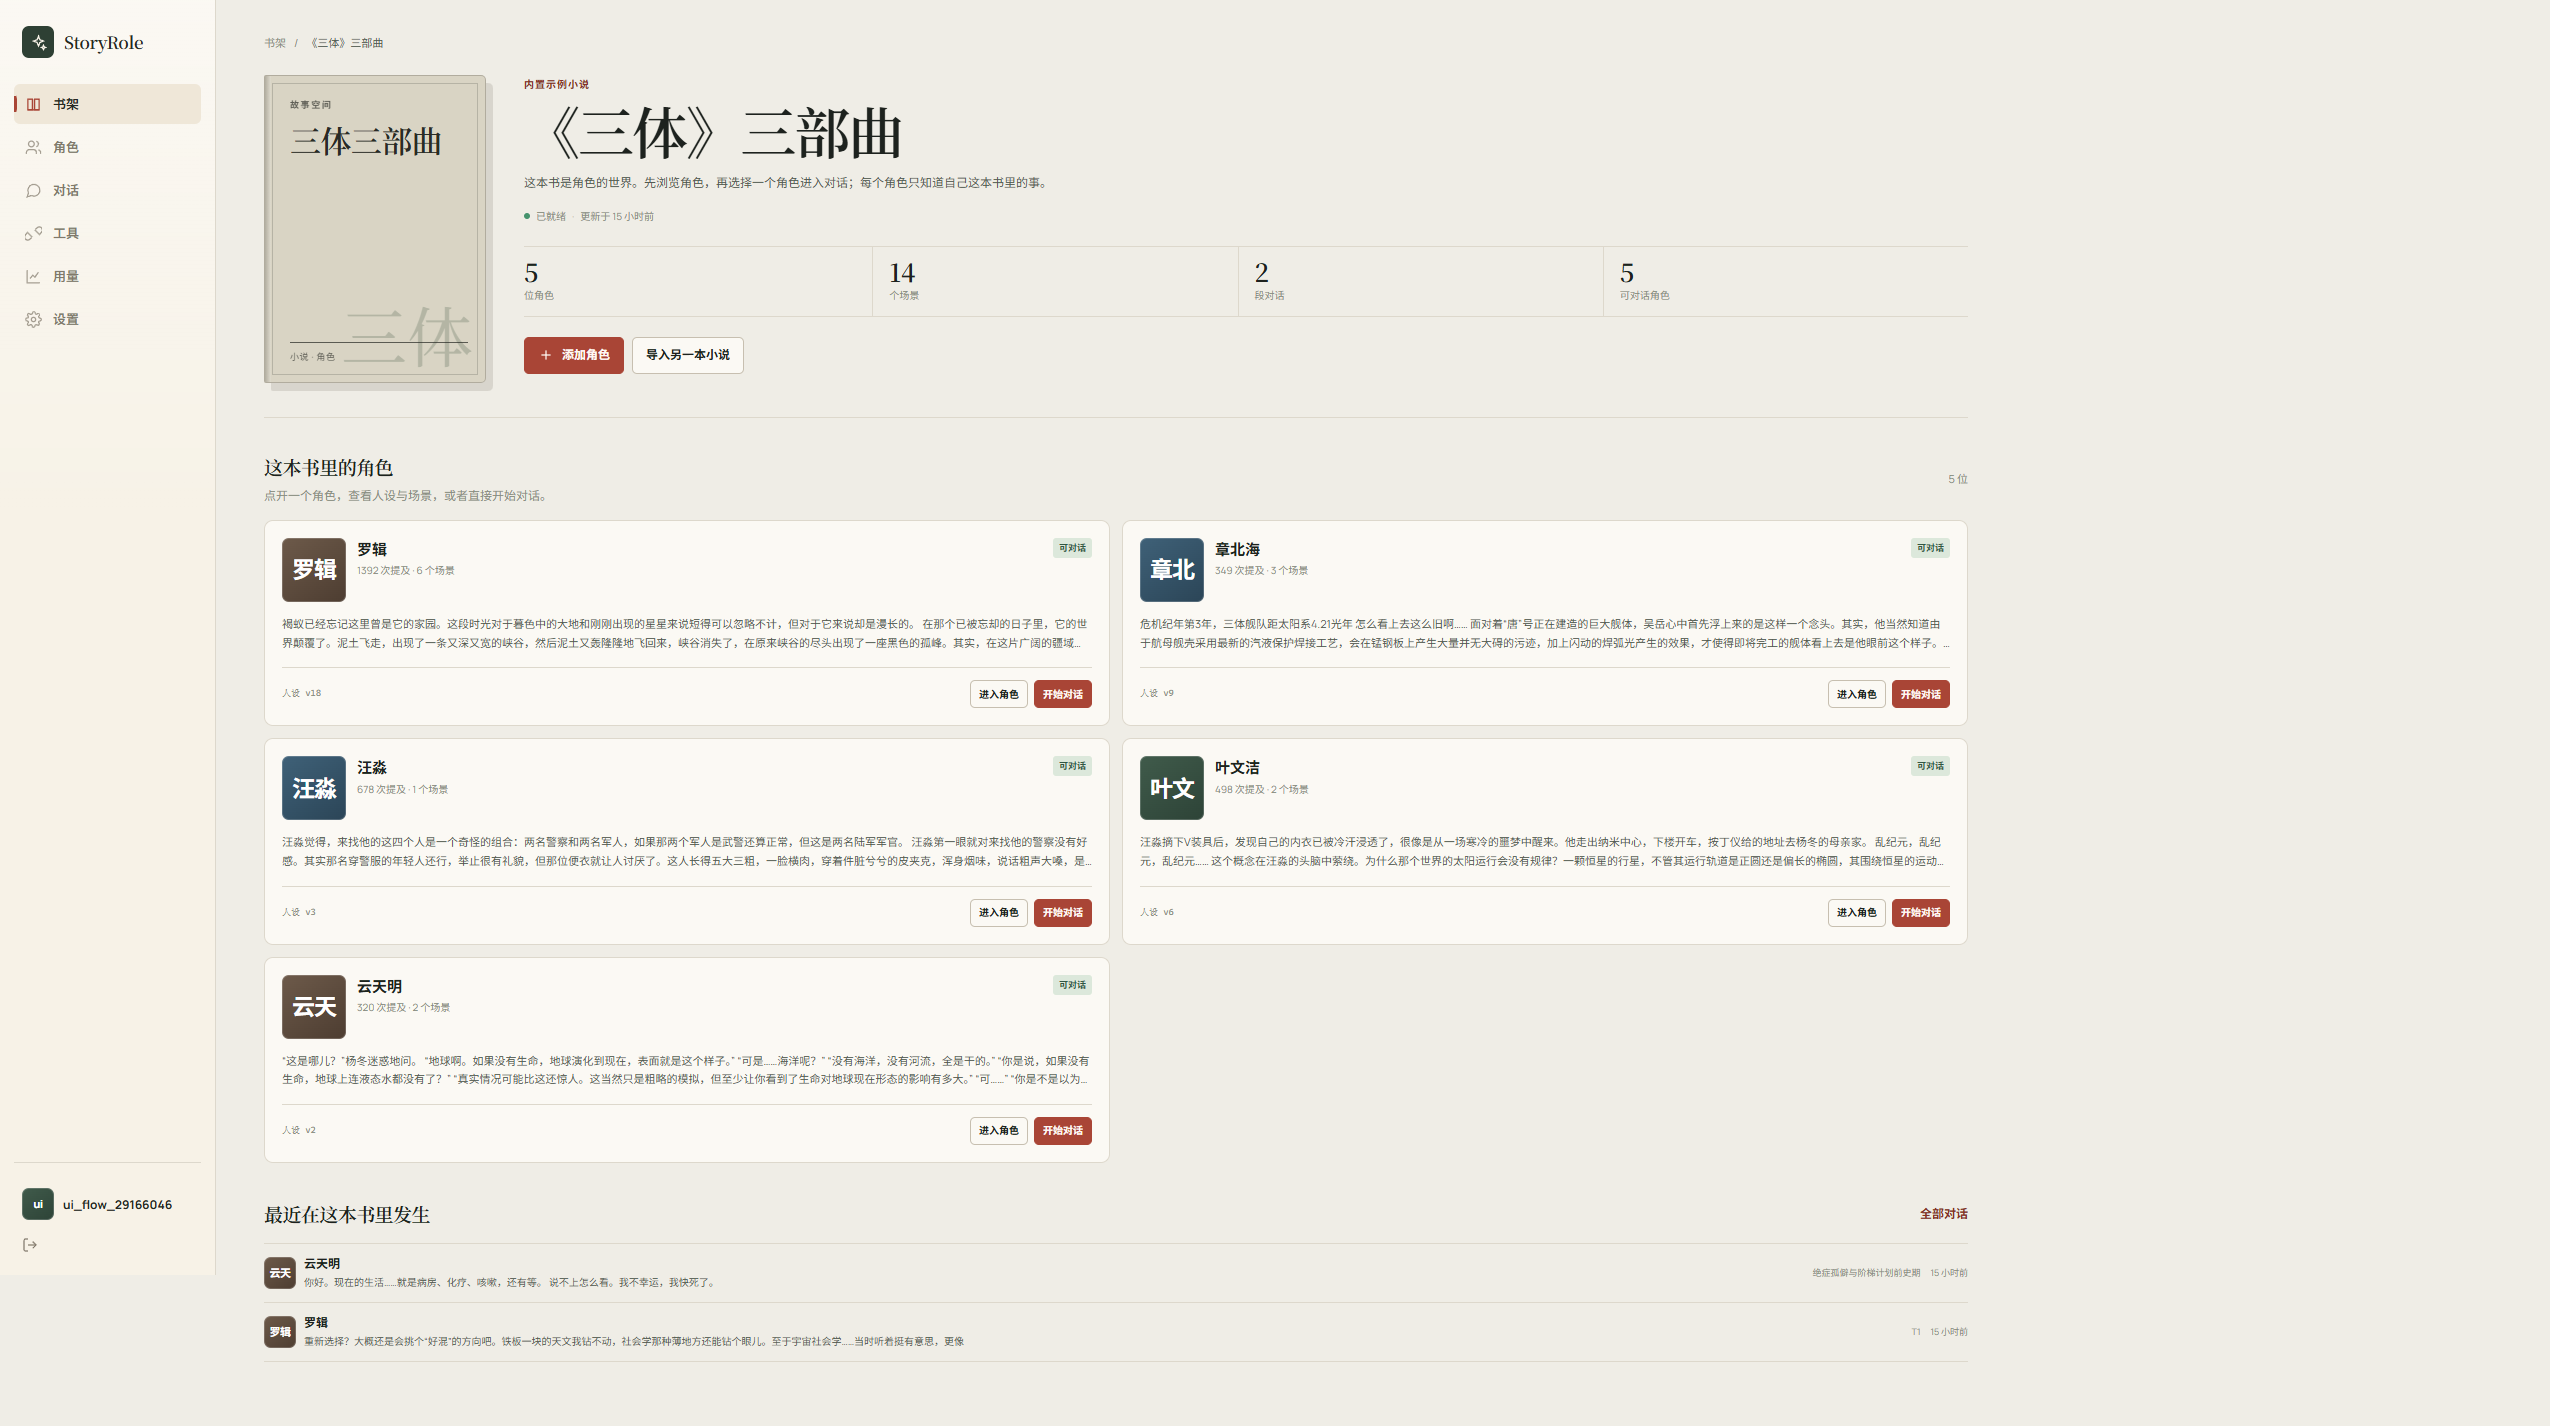 StoryRole
书架
角色
对话
工具
用量
设置
ui
ui_flow_29166046
书架 / 《三体》三部曲
故事空间
三体三部曲
三体
小说 · 角色
内置示例小说
《三体》三部曲
这本书是角色的世界。先浏览角色，再选择一个角色进入对话；每个角色只知道自己这本书里的事。
已就绪 · 更新于 15 小时前
5
位角色
14
个场景
2
段对话
5
可对话角色
添加角色
导入另一本小说
这本书里的角色
点开一个角色，查看人设与场景，或者直接开始对话。
5 位
罗辑
罗辑
1392 次提及 · 6 个场景
可对话
褐蚁已经忘记这里曾是它的家园。这段时光对于暮色中的大地和刚刚出现的星星来说短得可以忽略不计，但对于它来说却是漫长的。 在那个已被忘却的日子里，它的世
界颠覆了。泥土飞走，出现了一条又深又宽的峡谷，然后泥土又轰隆隆地飞回来，峡谷消失了，在原来峡谷的尽头出现了一座黑色的孤峰。其实，在这片广阔的疆域…
人设 v18
进入角色
开始对话
章北
章北海
349 次提及 · 3 个场景
可对话
危机纪年第3年，三体舰队距太阳系4.21光年 怎么看上去这么旧啊…… 面对着“唐”号正在建造的巨大舰体，吴岳心中首先浮上来的是这样一个念头。其实，他当然知道由
于航母舰壳采用最新的汽液保护焊接工艺，会在锰钢板上产生大量并无大碍的污迹，加上闪动的焊弧光产生的效果，才使得即将完工的舰体看上去是他眼前这个样子。…
人设 v9
进入角色
开始对话
汪淼
汪淼
678 次提及 · 1 个场景
可对话
汪淼觉得，来找他的这四个人是一个奇怪的组合：两名警察和两名军人，如果那两个军人是武警还算正常，但这是两名陆军军官。 汪淼第一眼就对来找他的警察没有好
感。其实那名穿警服的年轻人还行，举止很有礼貌，但那位便衣就让人讨厌了。这人长得五大三粗，一脸横肉，穿着件脏兮兮的皮夹克，浑身烟味，说话粗声大嗓，是…
人设 v3
进入角色
开始对话
叶文
叶文洁
498 次提及 · 2 个场景
可对话
汪淼摘下V装具后，发现自己的内衣已被冷汗浸透了，很像是从一场寒冷的噩梦中醒来。他走出纳米中心，下楼开车，按丁仪给的地址去杨冬的母亲家。 乱纪元，乱纪
元，乱纪元…… 这个概念在汪淼的头脑中萦绕。为什么那个世界的太阳运行会没有规律？一颗恒星的行星，不管其运行轨道是正圆还是偏长的椭圆，其围绕恒星的运动…
人设 v6
进入角色
开始对话
云天
云天明
320 次提及 · 2 个场景
可对话
“这是哪儿？”杨冬迷惑地问。 “地球啊。如果没有生命，地球演化到现在，表面就是这个样子。” “可是……海洋呢？” “没有海洋，没有河流，全是干的。” “你是说，如果没有
生命，地球上连液态水都没有了？” “真实情况可能比这还惊人。这当然只是粗略的模拟，但至少让你看到了生命对地球现在形态的影响有多大。” “可……” “你是不是以为…
人设 v2
进入角色
开始对话
最近在这本书里发生
全部对话
云天
云天明
你好。现在的生活……就是病房、化疗、咳嗽，还有等。 说不上怎么看。我不幸运，我快死了。
绝症孤僻与阶梯计划前史期 15 小时前
罗辑
罗辑
重新选择？大概还是会挑个“好混”的方向吧。铁板一块的天文我钻不动，社会学那种薄地方还能钻个眼儿。至于宇宙社会学……当时听着挺有意思，更像
T1 15 小时前